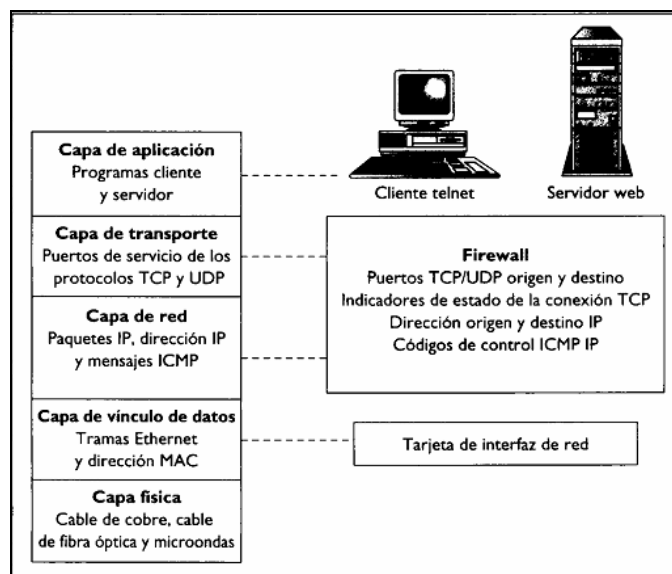 Capa de aplicación
Programas cliente
y servidor
Cliente telnet
Servidor web
Capa de transporte
Puertos de servicio de los
protocolos TCP y UDP
Capa de red
Paquetes IP, dirección IP
y mensajes ICMP
Firewall
Puertos TCP/UDP origen y destino
Indicadores de estado de la conexión TCP
Dirección origen y destino IP
Códigos de control ICMP IP
Capa de vínculo de datos
Tramas Ethernet
y dirección MAC
Tarjeta de interfaz de red
Capa fisica
Cable de cobre, cable
de fibra óptica y microondas